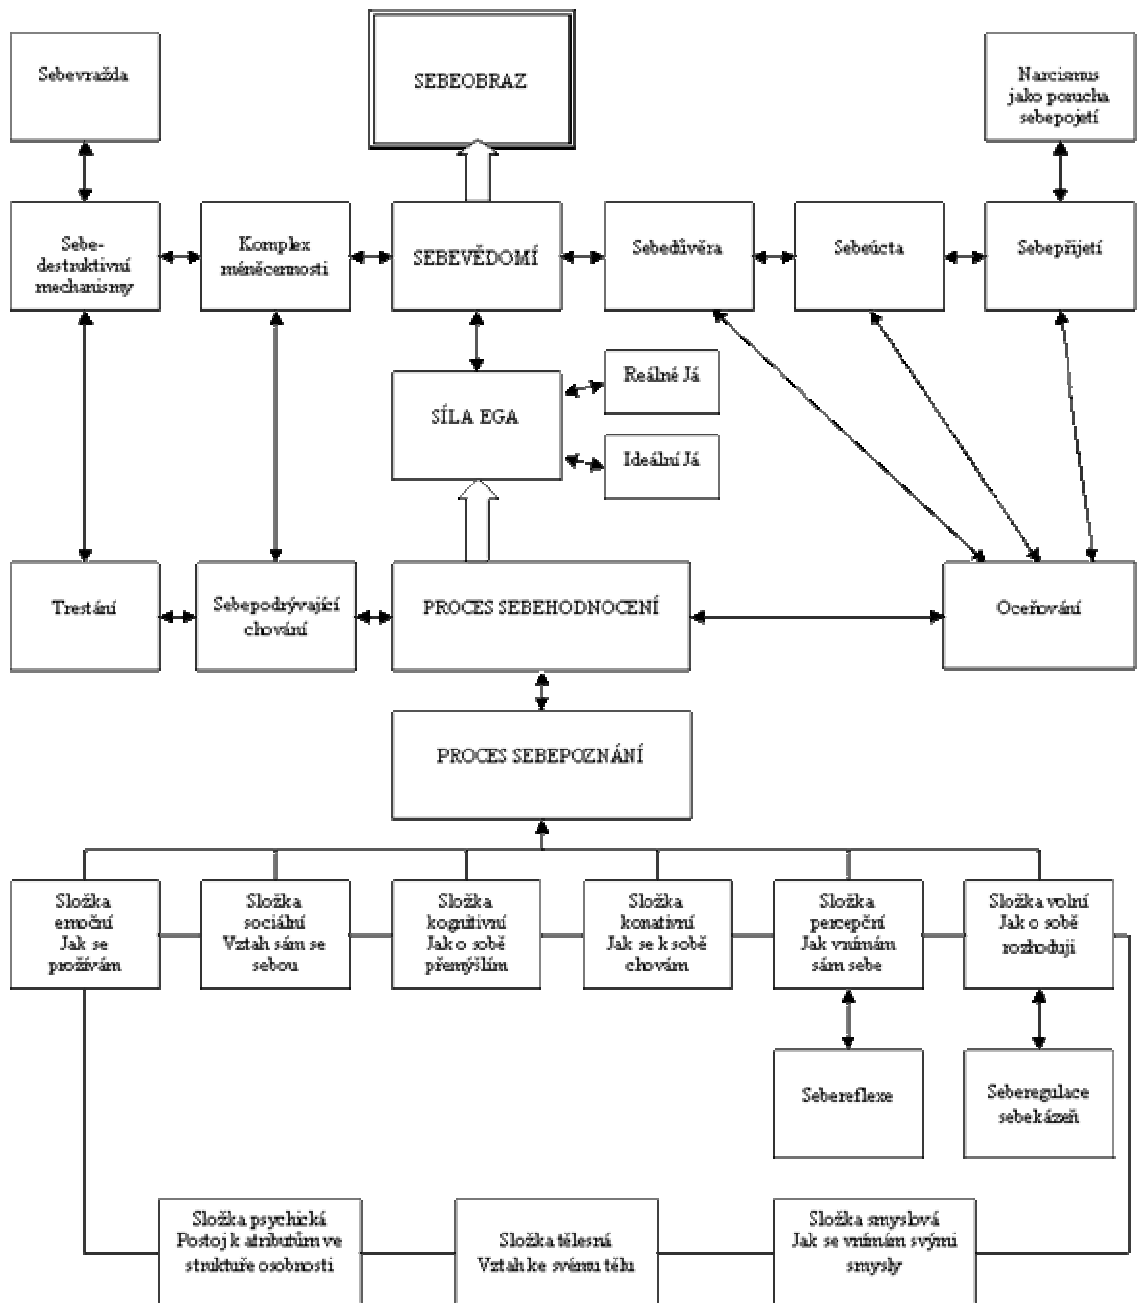 Sebevražda
SEBEOBRAZ
Narcismus
jako porucha
sebepojetí
Sebe-
destruktivní
mechanismy
Komplex
méněcennosti
SEBEVĚDOMÍ
Sebedůvěra
Sebeúcta
Sebepřijetí
Reálné Já
SÍLA EGA
Ideální Já
Trestání
Sebepodrývající
chování
PROCES SEBEHODNOCENÍ
Oceňování
PROCES SEBEPOZNÁNÍ
Složka
emoční
Jak se
prožívám
Složka
sociální
Vztah sám se
sebou
Složka
kognitivní
Jak o sobě
přemýšlím
Složka
konativní
Jak se k sobě
chovám
Složka
percepční
Jak vnímám
sám sebe
Složka volní
Jak o sobě
rozhoduji
Sebereflexe
Seberegulace
sebekázeň
Složka psychická
Postoj k atributům ve
struktuře osobnosti
Složka tělesná
Vztah ke svému tělu
Složka smyslová
Jak se vnímám svými
smysly